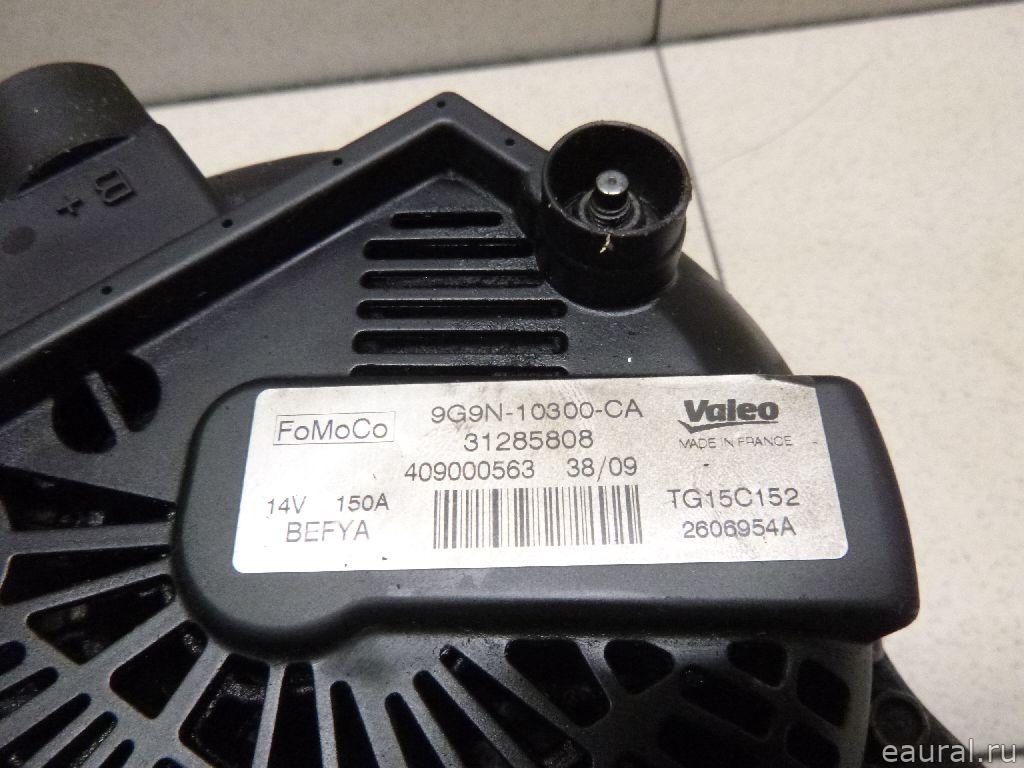 B +
FoMoCo
9G9N-10300-CA
Valeo
31285808
MADE IN FRANCE
409000563 38/09
14V 150A
TG15C152
BEFYA
2606954A
eaural.ru